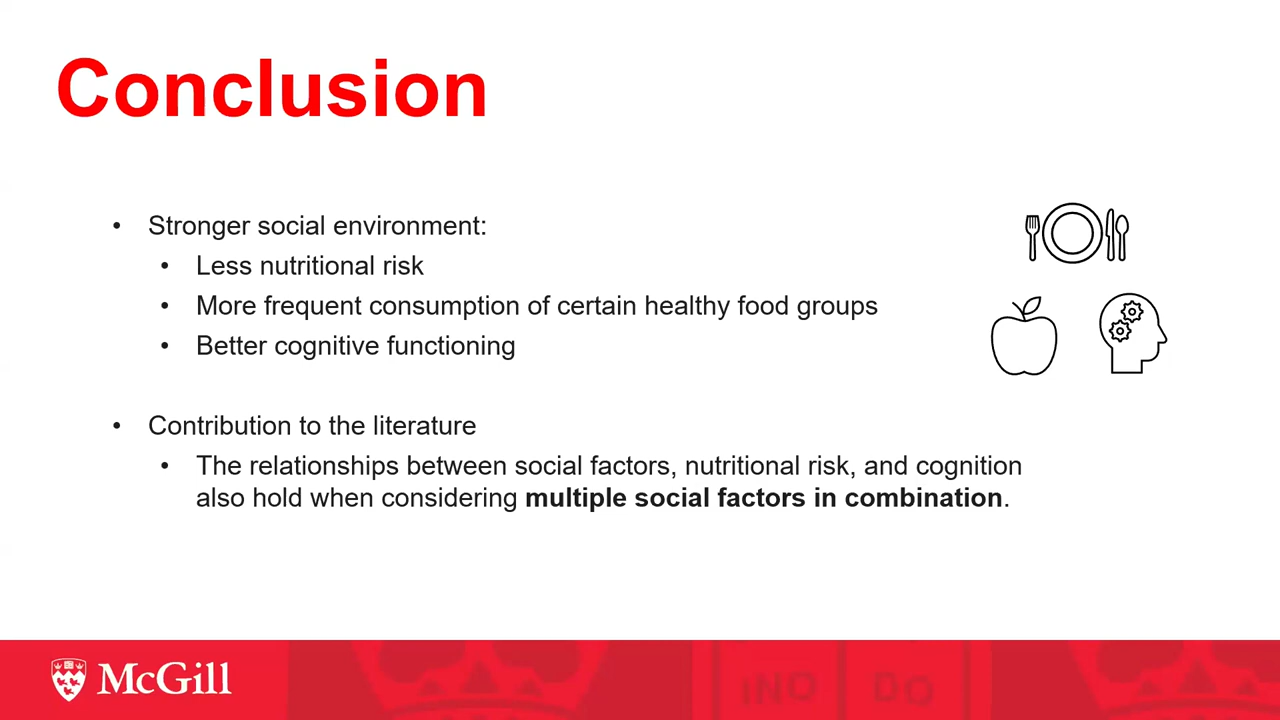 Conclusion
• Stronger social environment:
• Less nutritional risk
• More frequent consumption of certain healthy food groups
• Better cognitive functioning
• Contribution to the literature
• The relationships between social factors, nutritional risk, and cognition
also hold when considering multiple social factors in combination.
McGill
IN DO